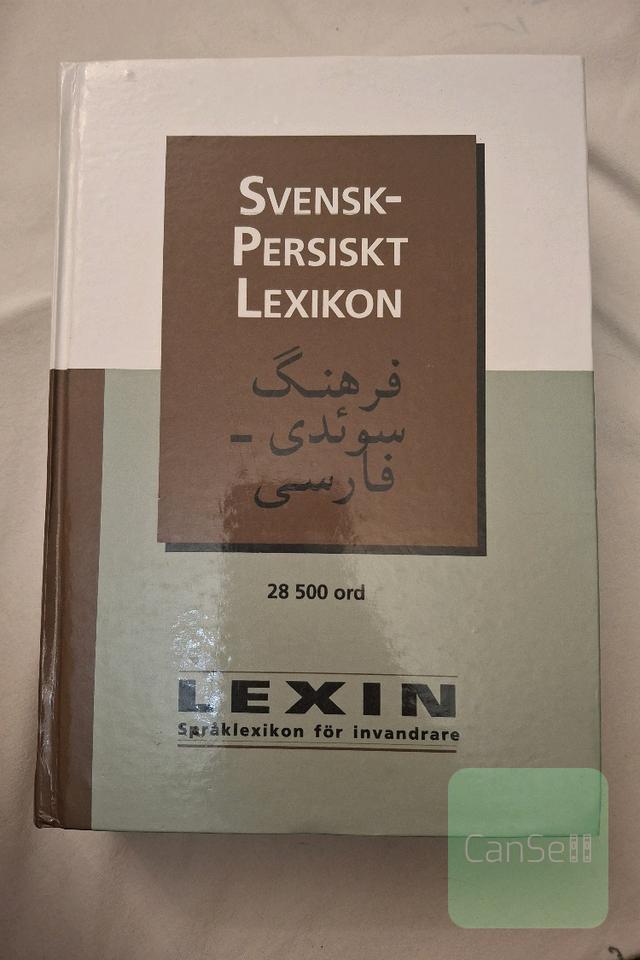 SVENSK-
PERSISKT
LEXIKON
فرهنگ
سوئدی -
فارسی
28 500 ord
LEXIN
Språklexikon för invandrare
CanSell